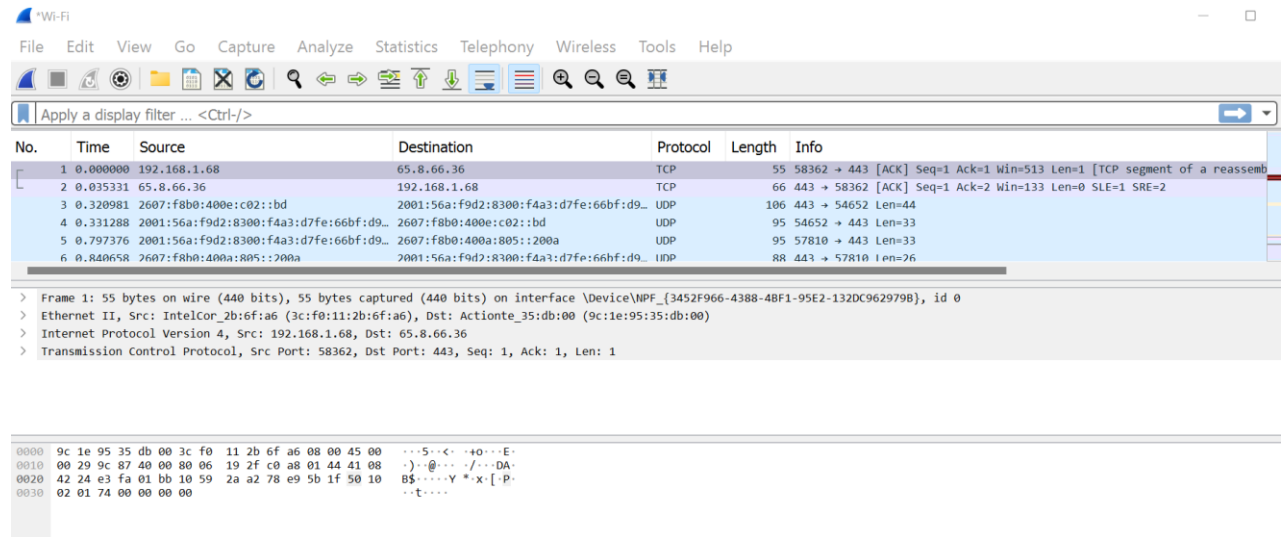 *Wi-Fi
File Edit View Go Capture Analyze Statistics Telephony Wireless Tools Help
Apply a display filter ... <Ctrl-/>
No. Time Source Destination Protocol Length Info
1 0.000000 192.168.1.68 65.8.66.36 TCP 55 58362 → 443 [ACK] Seq=1 Ack=1 Win=513 Len=1 [TCP segment of a reassemb
2 0.035331 65.8.66.36 192.168.1.68 TCP 66 443 → 58362 [ACK] Seq=1 Ack=2 Win=133 Len=0 SLE=1 SRE=2
3 0.320981 2607:f8b0:400e:c02::bd 2001:56a:f9d2:8300:f4a3:d7fe:66bf:d9… UDP 106 443 → 54652 Len=44
4 0.331288 2001:56a:f9d2:8300:f4a3:d7fe:66bf:d9… 2607:f8b0:400e:c02::bd UDP 95 54652 → 443 Len=33
5 0.797376 2001:56a:f9d2:8300:f4a3:d7fe:66bf:d9… 2607:f8b0:400a:805::200a UDP 95 57810 → 443 Len=33
6 0.840658 2607:f8b0:400a:805::200a 2001:56a:f9d2:8300:f4a3:d7fe:66bf:d9… UDP 88 443 → 57810 Len=26
> Frame 1: 55 bytes on wire (440 bits), 55 bytes captured (440 bits) on interface \Device\NPF_{3452F966-4388-4BF1-95E2-132DC962979B}, id 0
> Ethernet II, Src: IntelCor_2b:6f:a6 (3c:f0:11:2b:6f:a6), Dst: Actionte_35:db:00 (9c:1e:95:35:db:00)
> Internet Protocol Version 4, Src: 192.168.1.68, Dst: 65.8.66.36
> Transmission Control Protocol, Src Port: 58362, Dst Port: 443, Seq: 1, Ack: 1, Len: 1
0000 9c 1e 95 35 db 00 3c f0 11 2b 6f a6 08 00 45 00 ···5··<· ·+o···E·
0010 00 29 9c 87 40 00 80 06 19 2f c0 a8 01 44 41 08 ·)··@··· ·/···DA·
0020 42 24 e3 fa 01 bb 10 59 2a a2 78 e9 5b 1f 50 10 B$·····Y *·x·[·P·
0030 02 01 74 00 00 00 00 ··t····